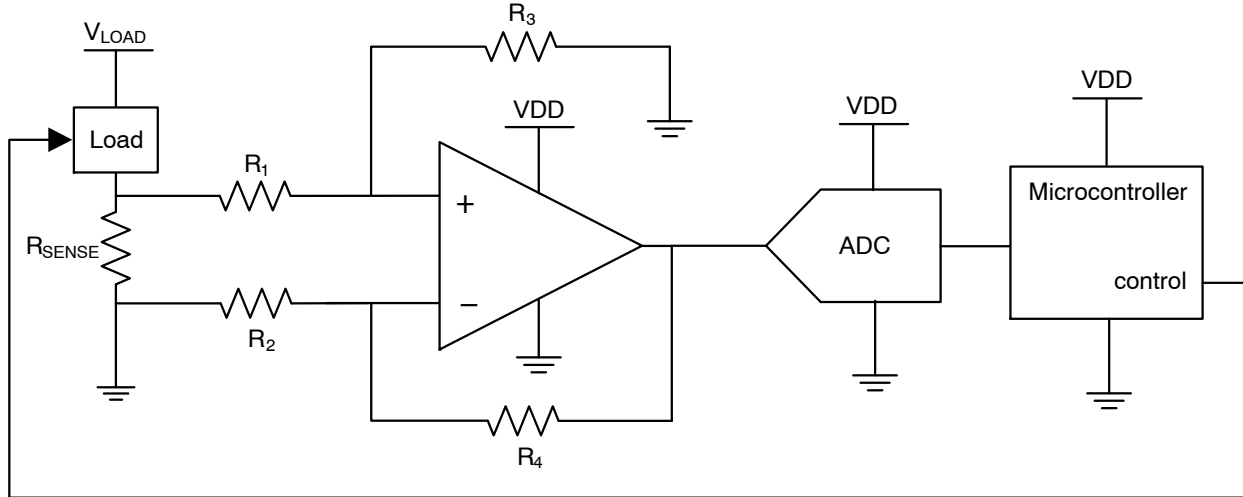 R3
VLOAD
VDD
VDD
VDD
Load
R1
+
Microcontroller
RSENSE
ADC
control
−
R2
R4